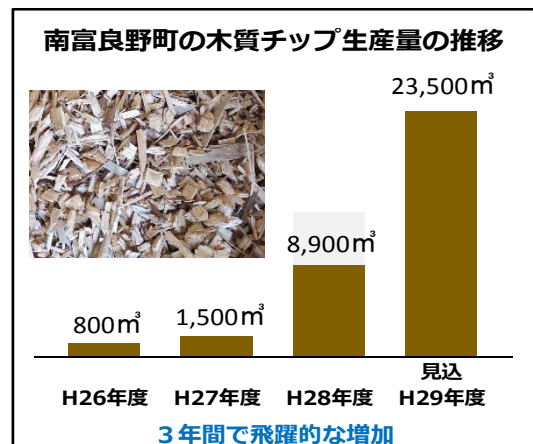 南富良野町の木質チップ生産量の推移
23,500㎥
8,900㎥
1,500㎥
800㎥
見込
H26年度 H27年度 H28年度 H29年度
３年間で飛躍的な増加